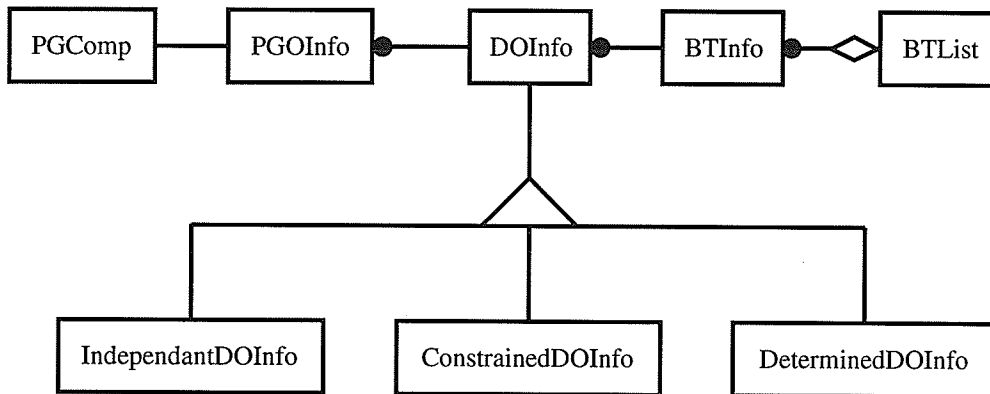 PGComp
PGOInfo
DOInfo
BTInfo
BTList
IndependantDOInfo
ConstrainedDOInfo
DeterminedDOInfo